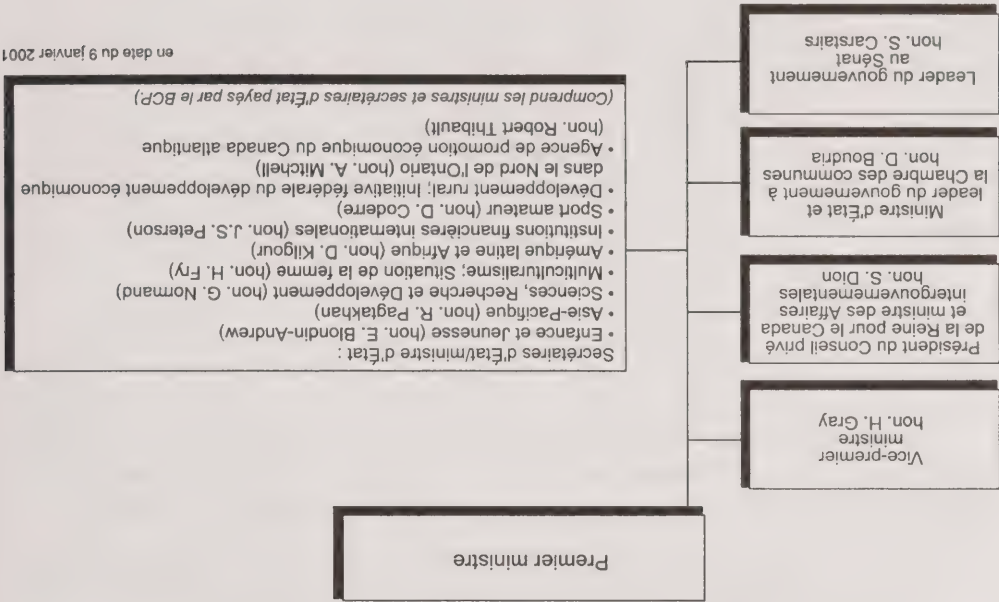 Premier ministre
Vice-premier
ministre
hon. H. Gray
Président du Conseil privé
de la Reine pour le Canada
et ministre des Affaires
intergouvernementales
hon. S. Dion
Ministre d'État et
leader du gouvernement à
la Chambre des communes
hon. D. Boudria
Leader du gouvernement
au Sénat
hon. S. Carstairs
Secrétaires d'État/ministre d'État :
• Enfance et Jeunesse (hon. E. Blondin-Andrew)
• Asie-Pacifique (hon. R. Pagtakhan)
• Sciences, Recherche et Développement (hon. G. Normand)
• Multiculturalisme; Situation de la femme (hon. H. Fry)
• Amérique latine et Afrique (hon. D. Kilgour)
• Institutions financières internationales (hon. J.S. Peterson)
• Sport amateur (hon. D. Coderre)
• Développement rural; Initiative fédérale du développement économique
dans le Nord de l'Ontario (hon. A. Mitchell)
• Agence de promotion économique du Canada atlantique
(hon. Robert Thibault)
(Comprend les ministres et secrétaires d'État payés par le BCP.)
en date du 9 janvier 2001